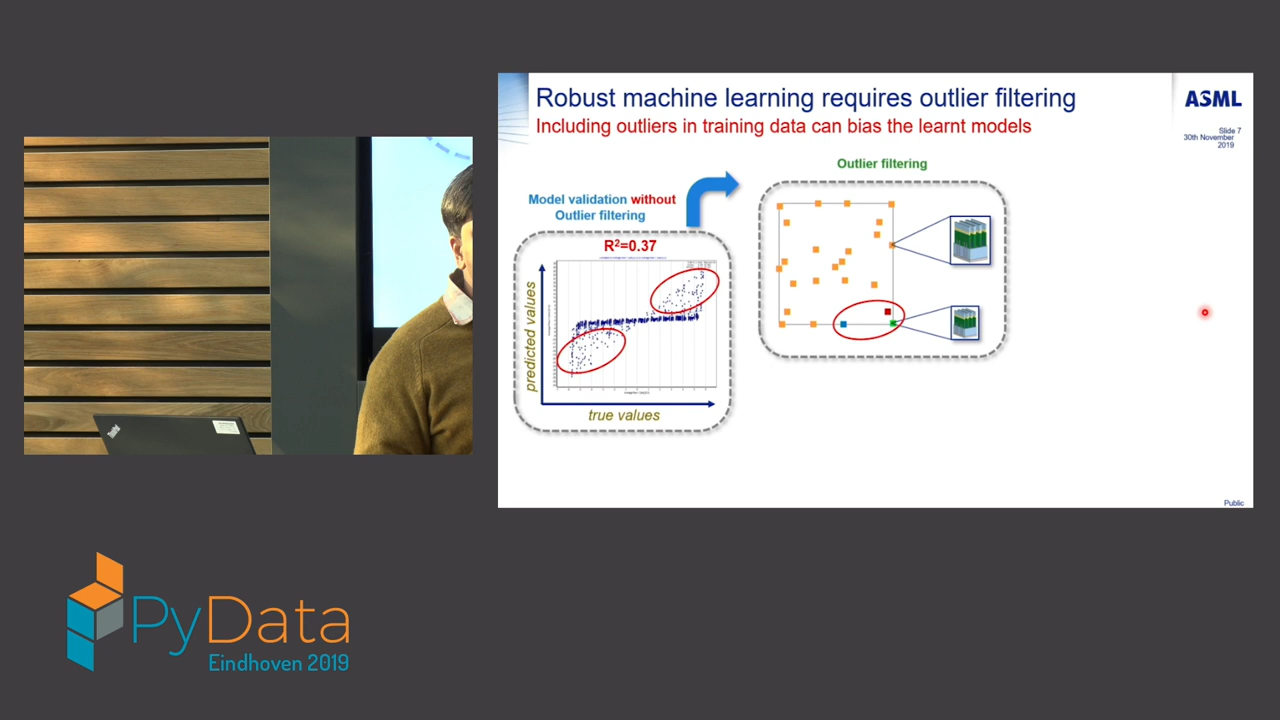 Robust machine learning requires outlier filtering
Including outliers in training data can bias the learnt models
ASML
Slide 7
30th November
2019
Outlier filtering
Model validation without
Outlier filtering
R²=0.37
predicted values
true values
Public
PyData
Eindhoven 2019